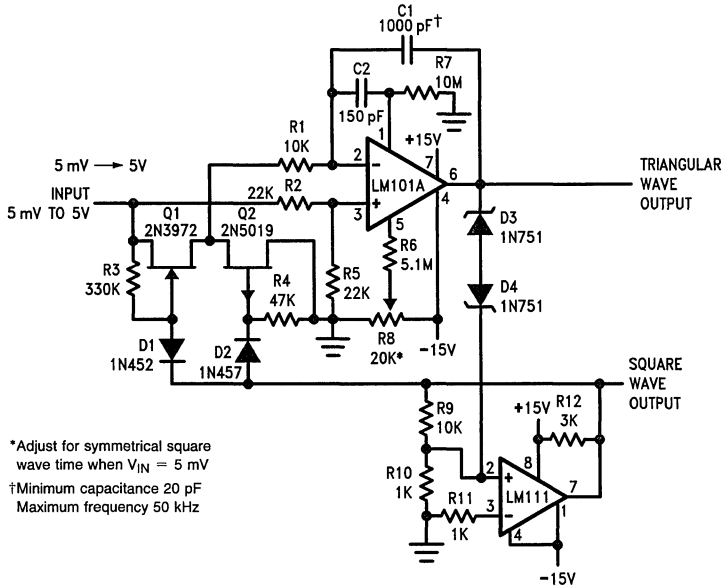 C1
1000 pF†
C2
150 pF
R7
10M
R1
10K
+15V
1
2
−
7
6
LM101A
+
3
4
5
5 mV → 5V
INPUT
5 mV TO 5V
22K
R2
TRIANGULAR
WAVE
OUTPUT
Q1
2N3972
Q2
2N5019
R3
330K
R4
47K
R5
22K
R6
5.1M
R8
20K*
−15V
D3
1N751
D4
1N751
D1
1N452
D2
1N457
SQUARE
WAVE
OUTPUT
R9
10K
R10
1K
R11
1K
+15V
R12
3K
2
+
8
LM111
7
3
−
1
4
−15V
*Adjust for symmetrical square
wave time when VIN = 5 mV
†Minimum capacitance 20 pF
Maximum frequency 50 kHz